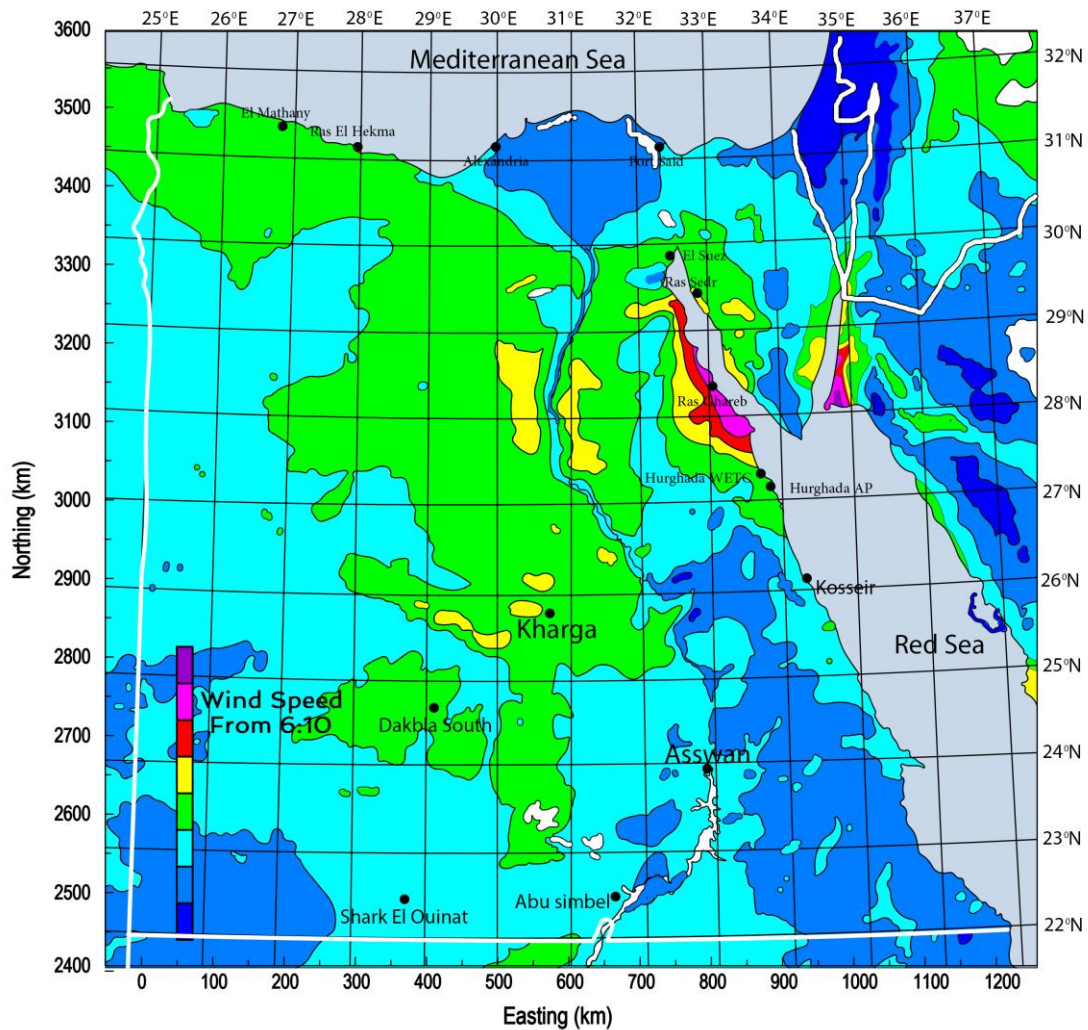 25°E 26°E 27°E 28°E 29°E 30°E 31°E 32°E 33°E 34°E 35°E 36°E 37°E
3600
Mediterranean Sea
32°N
3500
El Mathany
Ras El Hekma
31°N
Alexandria
Port Said
3400
30°N
3300
El Suez
Ras Sedr
29°N
3200
Ras Ghareb
28°N
3100
Hurghada WETC
Hurghada AP
27°N
3000
Northing (km)
2900
26°N
Kosseir
Kharga
Red Sea
2800
25°N
Wind Speed
From 6:10
Dakbla South
2700
24°N
Asswan
2600
23°N
2500
Abu simbel
Shark El Ouinat
22°N
2400
0 100 200 300 400 500 600 700 800 900 1000 1100 1200
Easting (km)